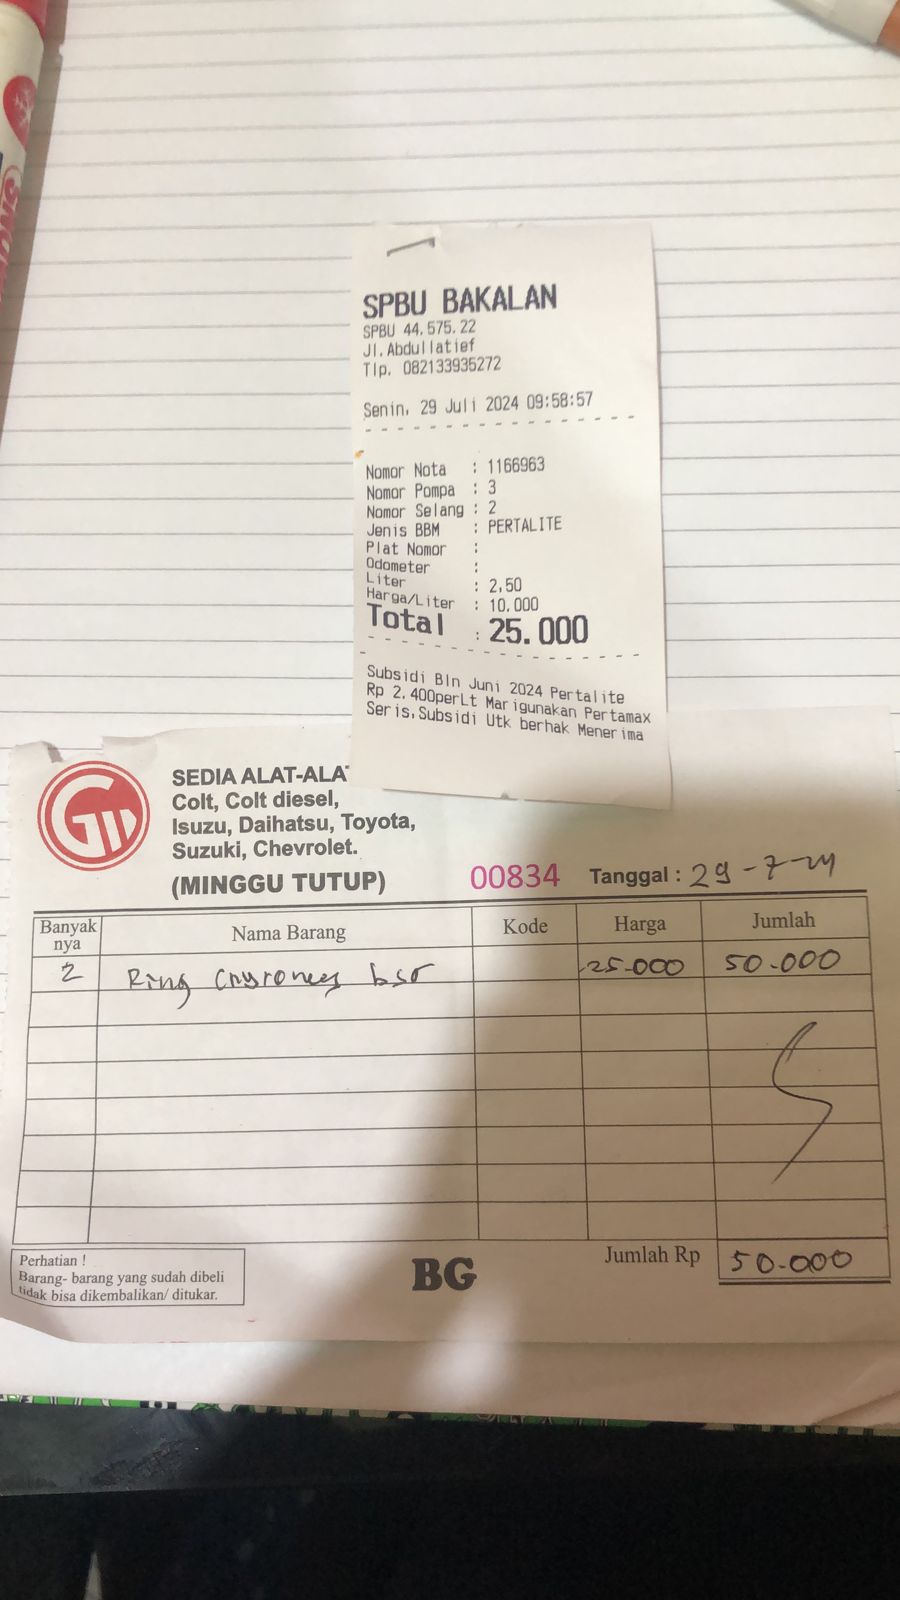 SPBU BAKALAN
SPBU 44.575.22
Jl.Abdullatief
Tlp. 082133935272
Senin, 29 Juli 2024 09:58:57
Nomor Nota : 1166963
Nomor Pompa : 3
Nomor Selang : 2
Jenis BBM : PERTALITE
Plat Nomor :
Odometer :
Liter : 2,50
Harga/Liter : 10.000
Total : 25.000
Subsidi Bln Juni 2024 Pertalite
Rp 2.400perLt Marigunakan Pertamax
Seris,Subsidi Utk berhak Menerima
SEDIA ALAT-ALAT
Colt, Colt diesel,
Isuzu, Daihatsu, Toyota,
Suzuki, Chevrolet.
(MINGGU TUTUP) 00834 Tanggal : 29-7-24
Banyak nya Nama Barang Kode Harga Jumlah
2 Ring 25.000 50.000
Perhatian !
Barang- barang yang sudah dibeli
tidak bisa dikembalikan/ ditukar.
BG
Jumlah Rp 50.000